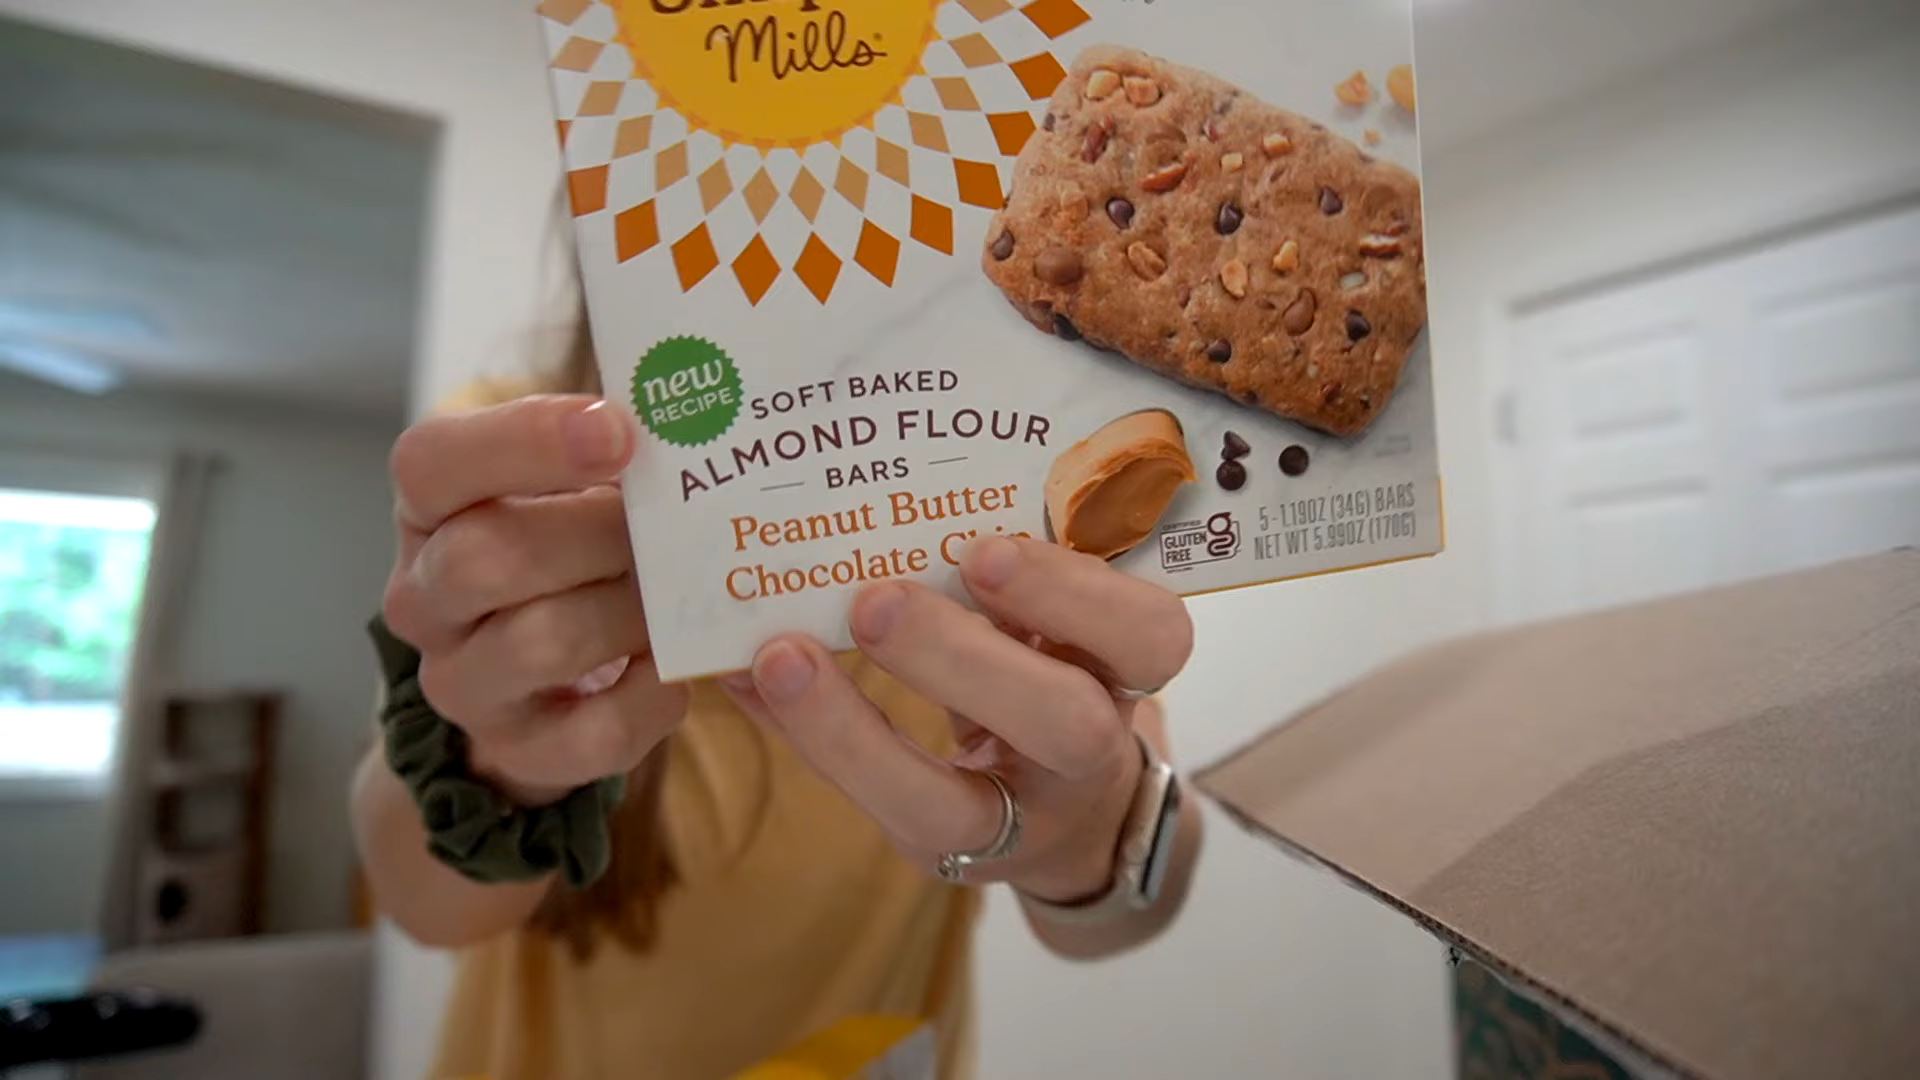 Mills
new
RECIPE
SOFT BAKED
ALMOND FLOUR
BARS
Peanut Butter
Chocolate
CERTIFIED
GLUTEN
FREE
5-1.19OZ (34G) BARS
NET WT 5.99OZ (170G)